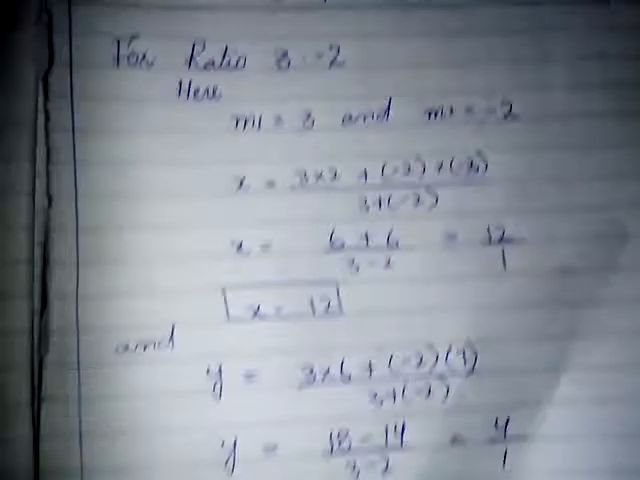 For Ratio 3:-2
Here
m1 = 3 and m2 = -2
x = 3×2 + (-2)×(-3) / 3+(-2)
x = 6+6 / 3-2 = 12 / 1
x = 12
and
y = 3×6 + (-2)(7) / 3+(-2)
y = 18-14 / 3-2 = 4 / 1